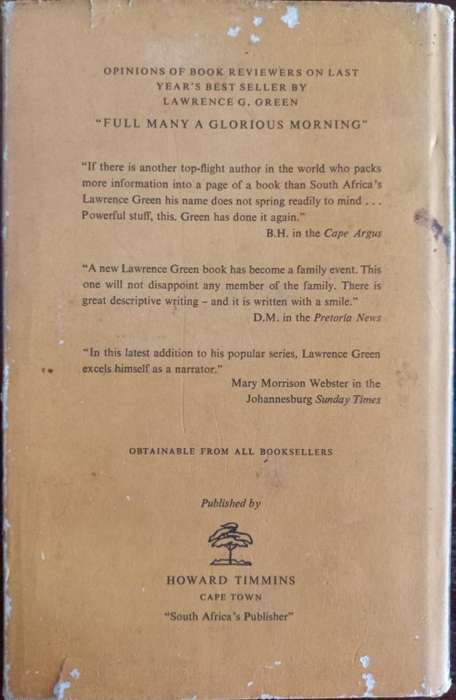 OPINIONS OF BOOK REVIEWERS ON LAST
YEAR'S BEST SELLER BY
LAWRENCE G. GREEN
"FULL MANY A GLORIOUS MORNING"
"If there is another top-flight author in the world who packs
more information into a page of a book than South Africa's
Lawrence Green his name does not spring readily to mind . . .
Powerful stuff, this. Green has done it again."
B.H. in the Cape Argus
"A new Lawrence Green book has become a family event. This
one will not disappoint any member of the family. There is
great descriptive writing – and it is written with a smile."
D.M. in the Pretoria News
"In this latest addition to his popular series, Lawrence Green
excels himself as a narrator."
Mary Morrison Webster in the
Johannesburg Sunday Times
OBTAINABLE FROM ALL BOOKSELLERS
Published by
HOWARD TIMMINS
CAPE TOWN
"South Africa's Publisher"